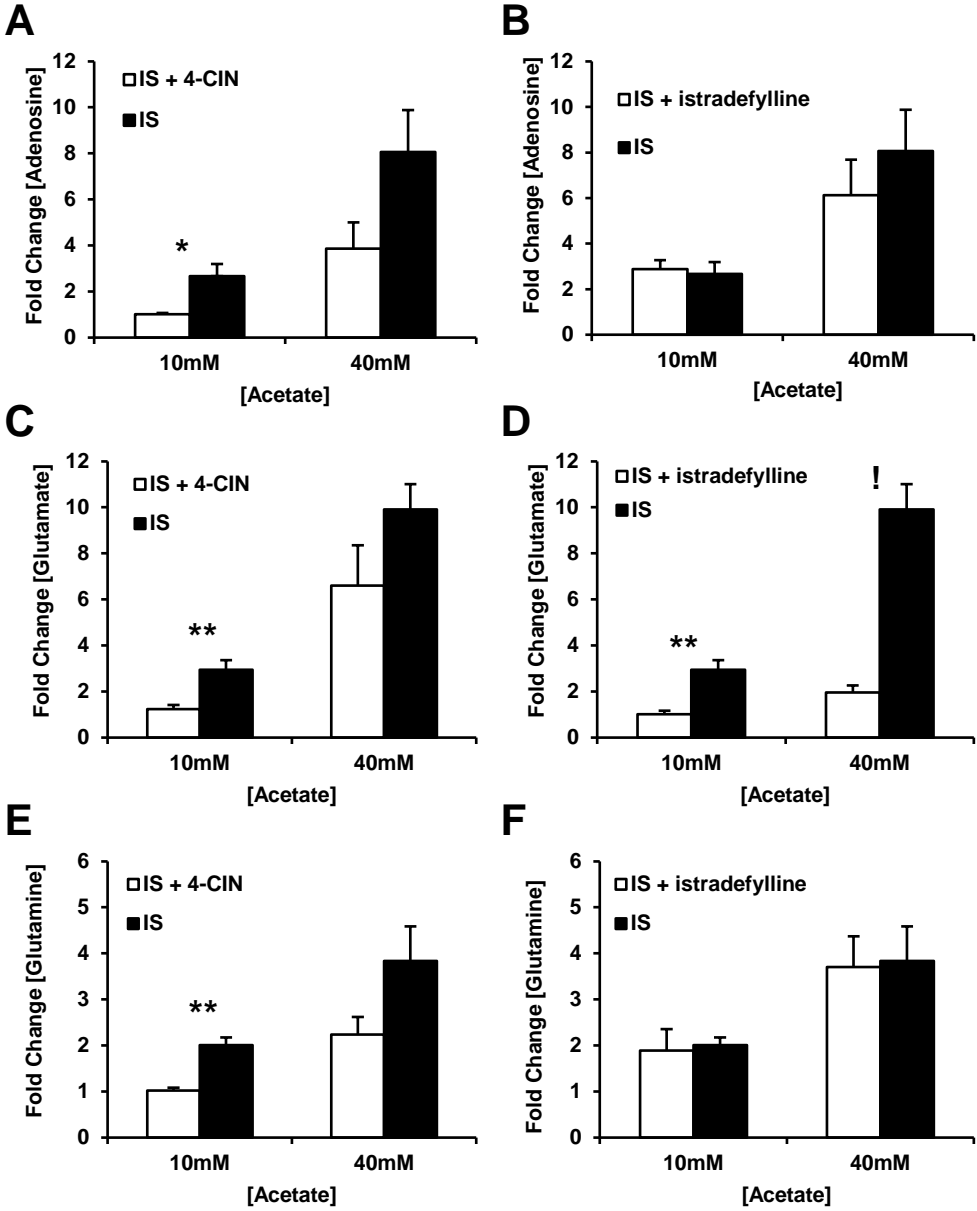 A
Fold Change [Adenosine]
12
10
8
6
4
2
0
IS + 4-CIN
IS
*
10mM
40mM
[Acetate]
B
Fold Change [Adenosine]
12
10
8
6
4
2
0
IS + istradefylline
IS
10mM
40mM
[Acetate]
C
Fold Change [Glutamate]
12
10
8
6
4
2
0
IS + 4-CIN
IS
**
10mM
40mM
[Acetate]
D
Fold Change [Glutamate]
12
10
8
6
4
2
0
IS + istradefylline
IS
**
!
10mM
40mM
[Acetate]
E
Fold Change [Glutamine]
6
5
4
3
2
1
0
IS + 4-CIN
IS
**
10mM
40mM
[Acetate]
F
Fold Change [Glutamine]
6
5
4
3
2
1
0
IS + istradefylline
IS
10mM
40mM
[Acetate]